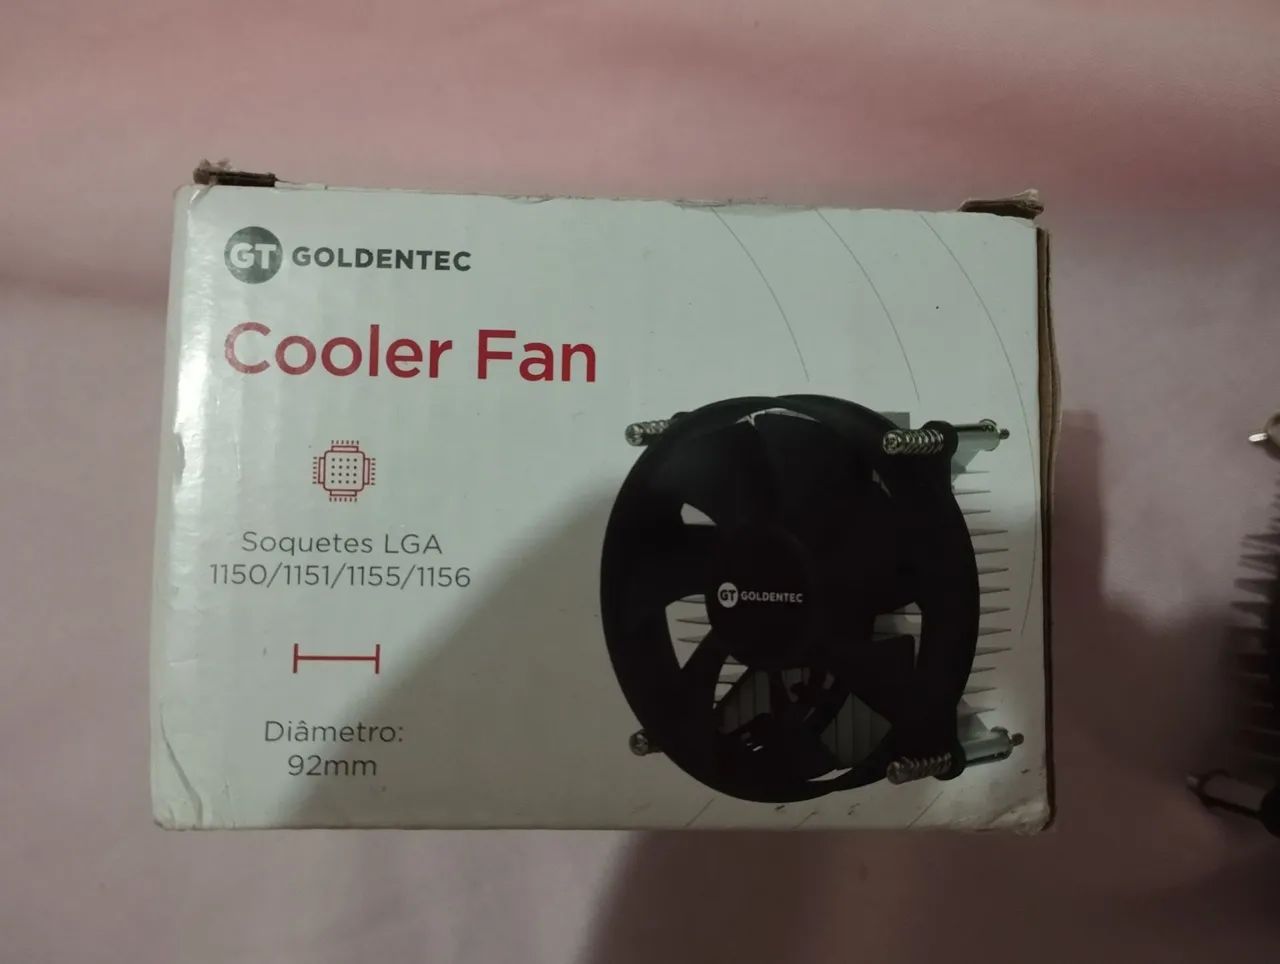 GT GOLDENTEC
Cooler Fan
Soquetes LGA
1150/1151/1155/1156
Diâmetro:
92mm
GT GOLDENTEC